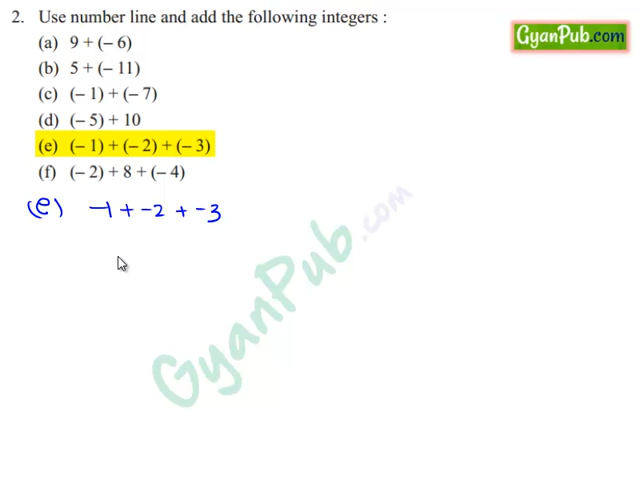 2. Use number line and add the following integers :
GyanPub.com
(a) 9 + (– 6)
(b) 5 + (– 11)
(c) (– 1) + (– 7)
(d) (– 5) + 10
(e) (– 1) + (– 2) + (– 3)
(f) (– 2) + 8 + (– 4)
(e) -1 + -2 + -3
GyanPub.com